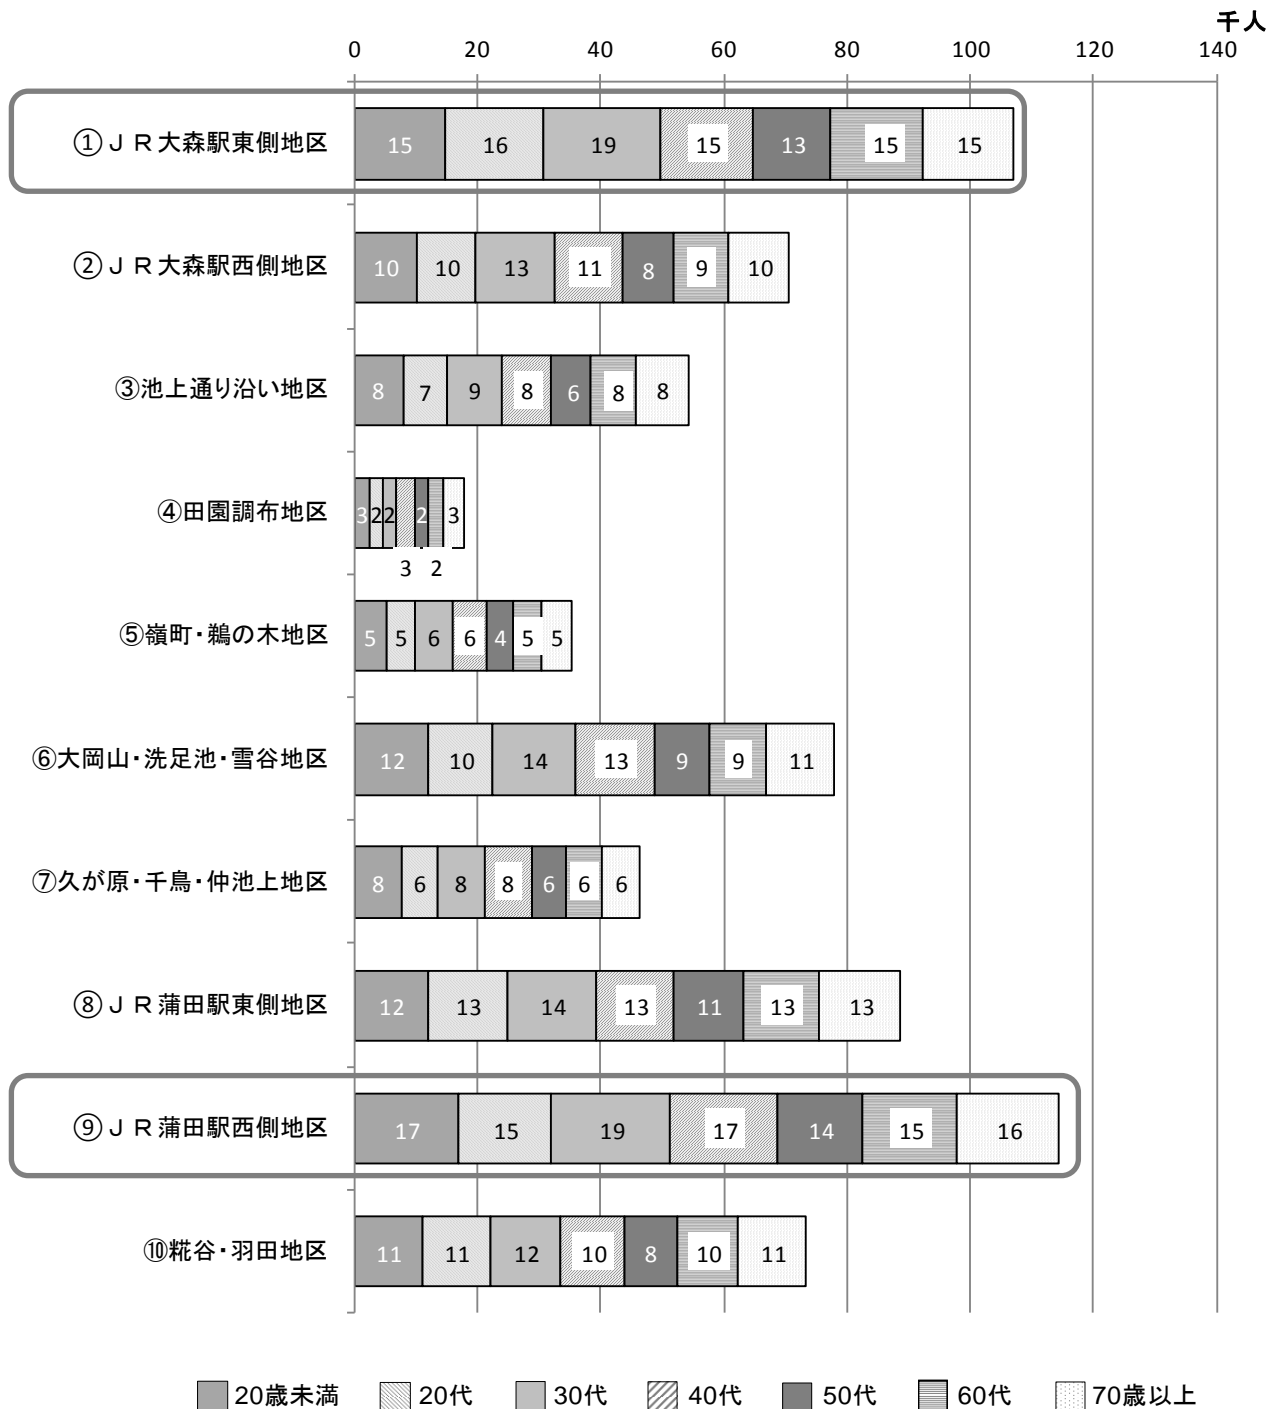 千人
0 20 40 60 80 100 120 140
①ＪＲ大森駅東側地区 15 16 19 15 13 15 15
②ＪＲ大森駅西側地区 10 10 13 11 8 9 10
③池上通り沿い地区 8 7 9 8 6 8 8
④田園調布地区 3 2 2 2 3
3 2
⑤嶺町・鵜の木地区 5 5 6 6 4 5 5
⑥大岡山・洗足池・雪谷地区 12 10 14 13 9 9 11
⑦久が原・千鳥・仲池上地区 8 6 8 8 6 6 6
⑧ＪＲ蒲田駅東側地区 12 13 14 13 11 13 13
⑨ＪＲ蒲田駅西側地区 17 15 19 17 14 15 16
⑩糀谷・羽田地区 11 11 12 10 8 10 11
20歳未満 20代 30代 40代 50代 60代 70歳以上